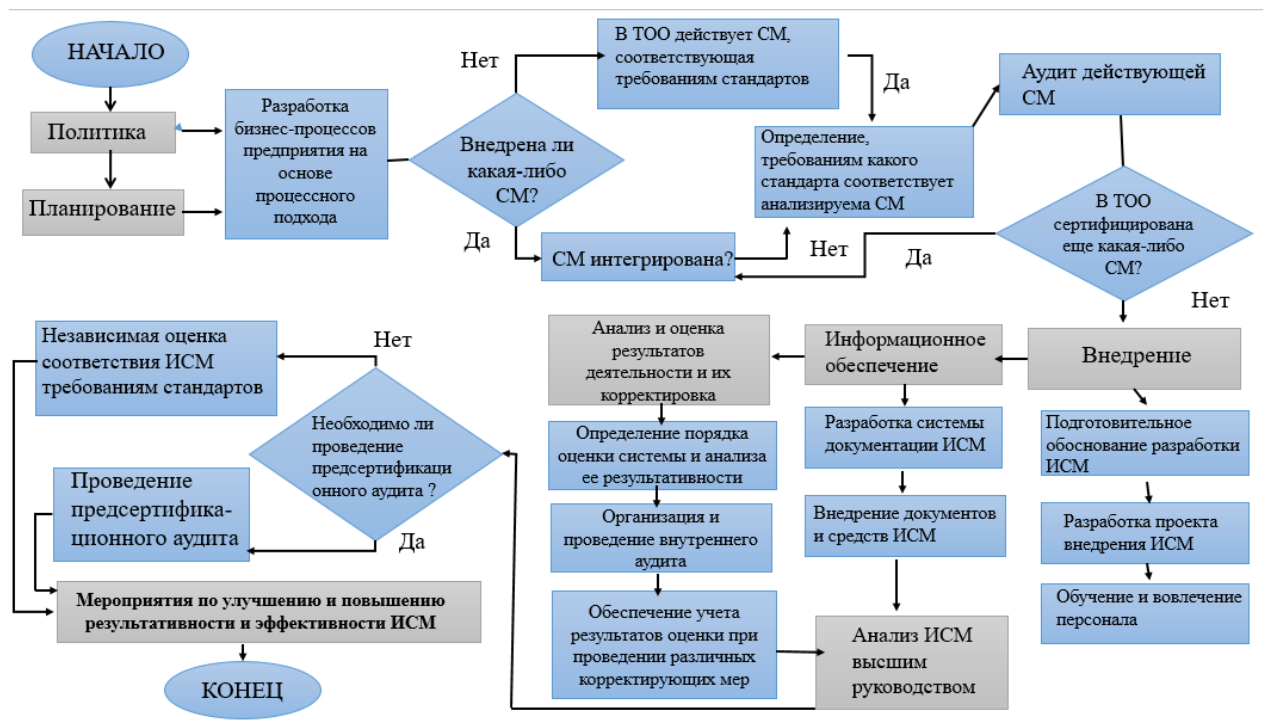 НАЧАЛО
Политика
Планирование
Разработка
бизнес-процессов
предприятия на
основе
процессного
подхода
Внедрена ли
какая-либо
СМ?
Нет
Да
В ТОО действует СМ,
соответствующая
требованиям стандартов
Да
СМ интегрирована?
Нет
Определение,
требованиям какого
стандарта соответствует
анализируема СМ
Аудит действующей
СМ
В ТОО
сертифицирована
еще какая-либо
СМ?
Да
Нет
Внедрение
Подготовительное
обоснование разработки
ИСМ
Разработка проекта
внедрения ИСМ
Обучение и вовлечение
персонала
Информационное
обеспечение
Разработка системы
документации ИСМ
Внедрение документов
и средств ИСМ
Анализ и оценка
результатов
деятельности и их
корректировка
Определение порядка
оценки системы и анализа
ее результативности
Организация и
проведение внутреннего
аудита
Обеспечение учета
результатов оценки при
проведении различных
корректирующих мер
Анализ ИСМ
высшим
руководством
Необходимо ли
проведение
предсертификаци
онного аудита ?
Нет
Да
Независимая оценка
соответствия ИСМ
требованиям стандартов
Проведение
предсертифика-
ционного аудита
Мероприятия по улучшению и повышению
результативности и эффективности ИСМ
КОНЕЦ